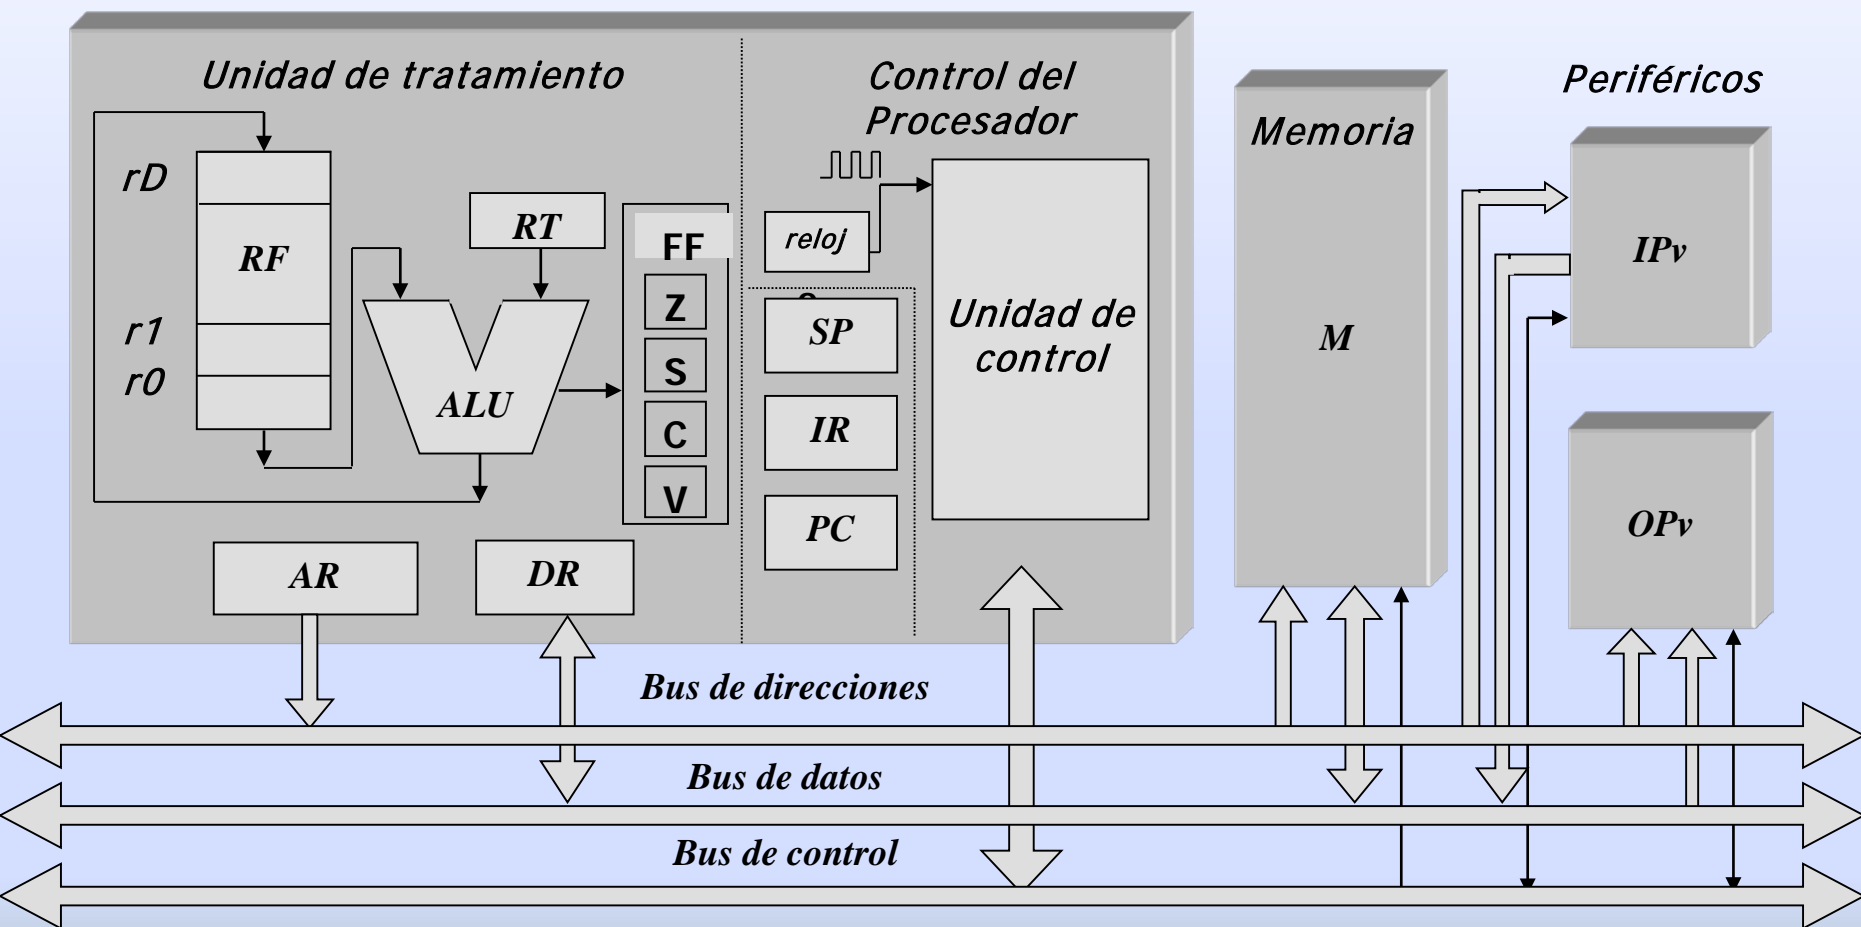 Unidad de tratamiento
Control del
Procesador
Memoria
Periféricos
rD
RF
r1
r0
RT
ALU
FF
Z
S
C
V
reloj
SP
IR
PC
Unidad de
control
M
IPv
OPv
AR
DR
Bus de direcciones
Bus de datos
Bus de control